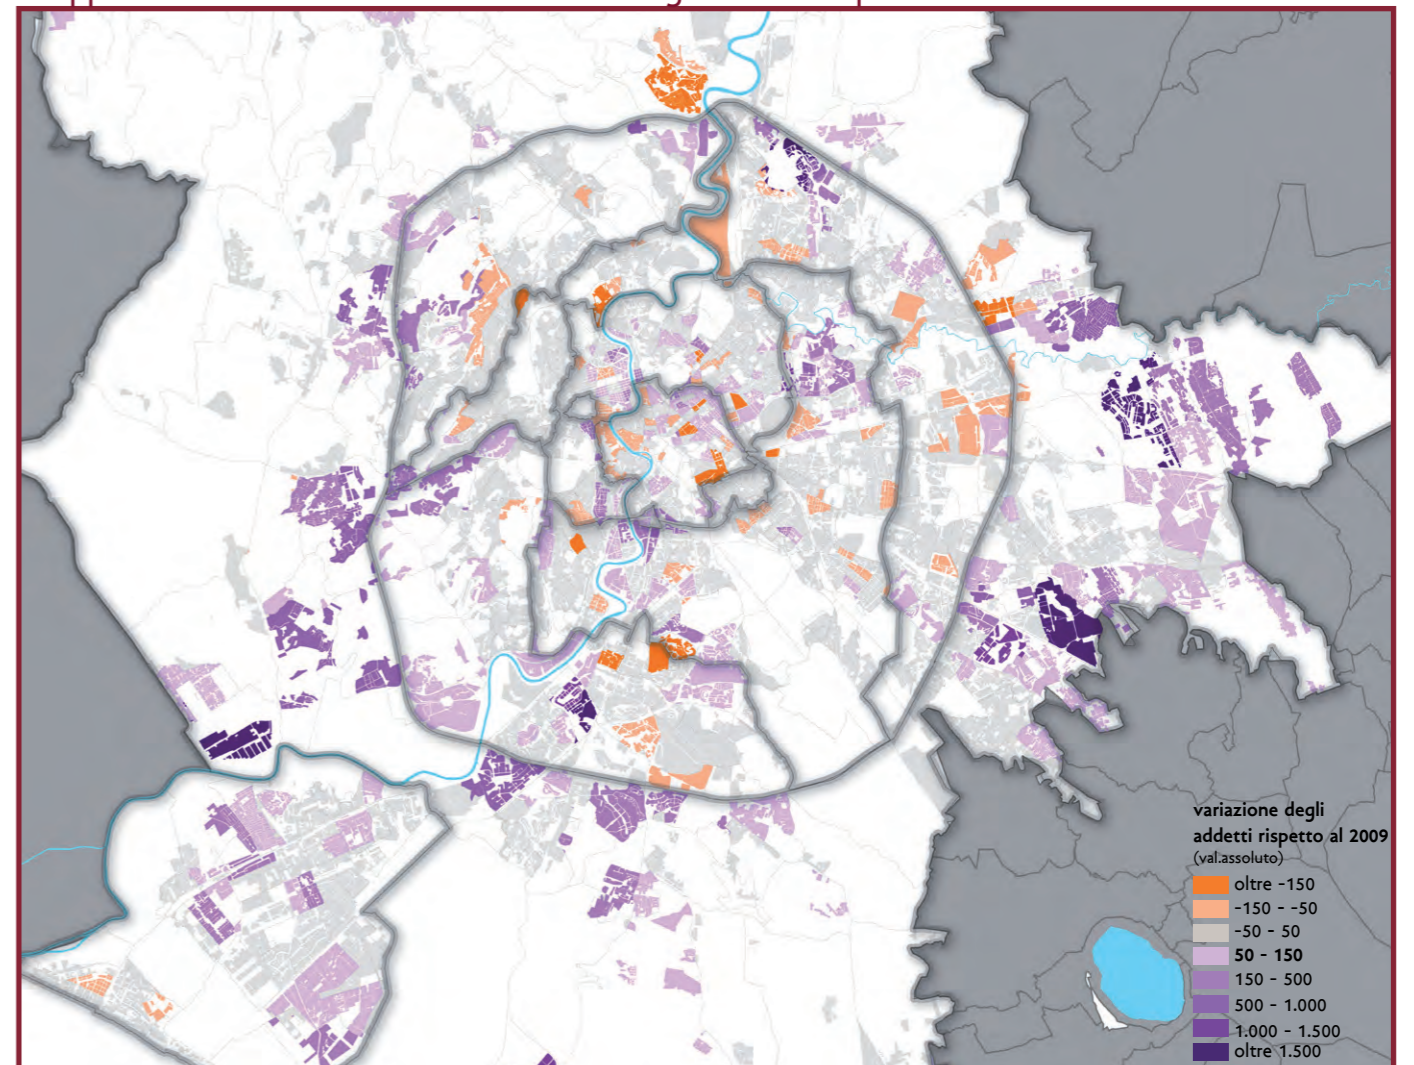 variazione degli
addetti rispetto al 2009
(val.assoluto)
oltre -150
-150 - -50
-50 - 50
50 - 150
150 - 500
500 - 1.000
1.000 - 1.500
oltre 1.500